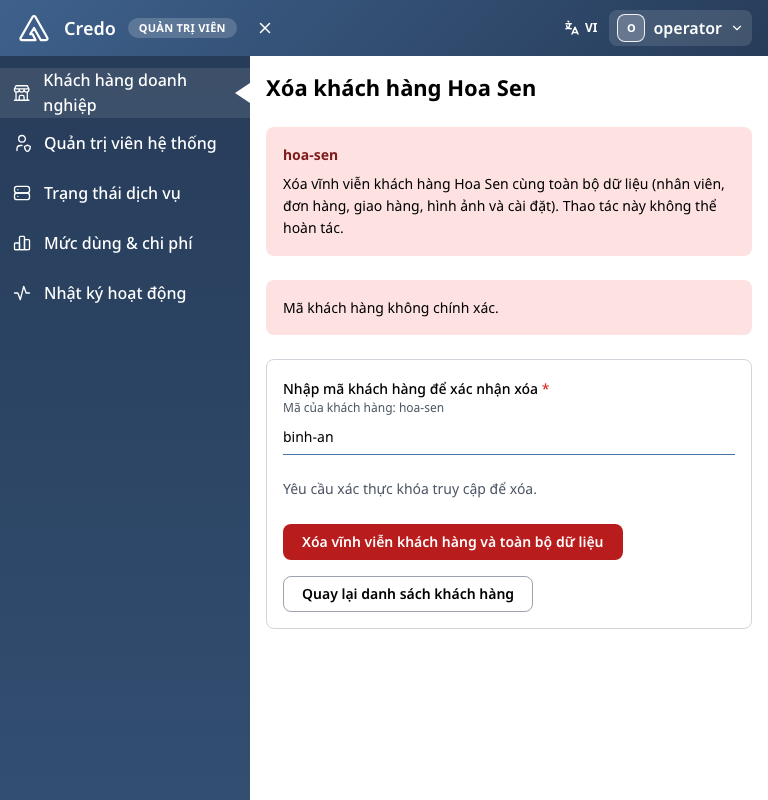 Credo
QUẢN TRỊ VIÊN
VI
O
operator
Khách hàng doanh
nghiệp
Quản trị viên hệ thống
Trạng thái dịch vụ
Mức dùng & chi phí
Nhật ký hoạt động
Xóa khách hàng Hoa Sen
hoa-sen
Xóa vĩnh viễn khách hàng Hoa Sen cùng toàn bộ dữ liệu (nhân viên,
đơn hàng, giao hàng, hình ảnh và cài đặt). Thao tác này không thể
hoàn tác.
Mã khách hàng không chính xác.
Nhập mã khách hàng để xác nhận xóa *
Mã của khách hàng: hoa-sen
binh-an
Yêu cầu xác thực khóa truy cập để xóa.
Xóa vĩnh viễn khách hàng và toàn bộ dữ liệu
Quay lại danh sách khách hàng